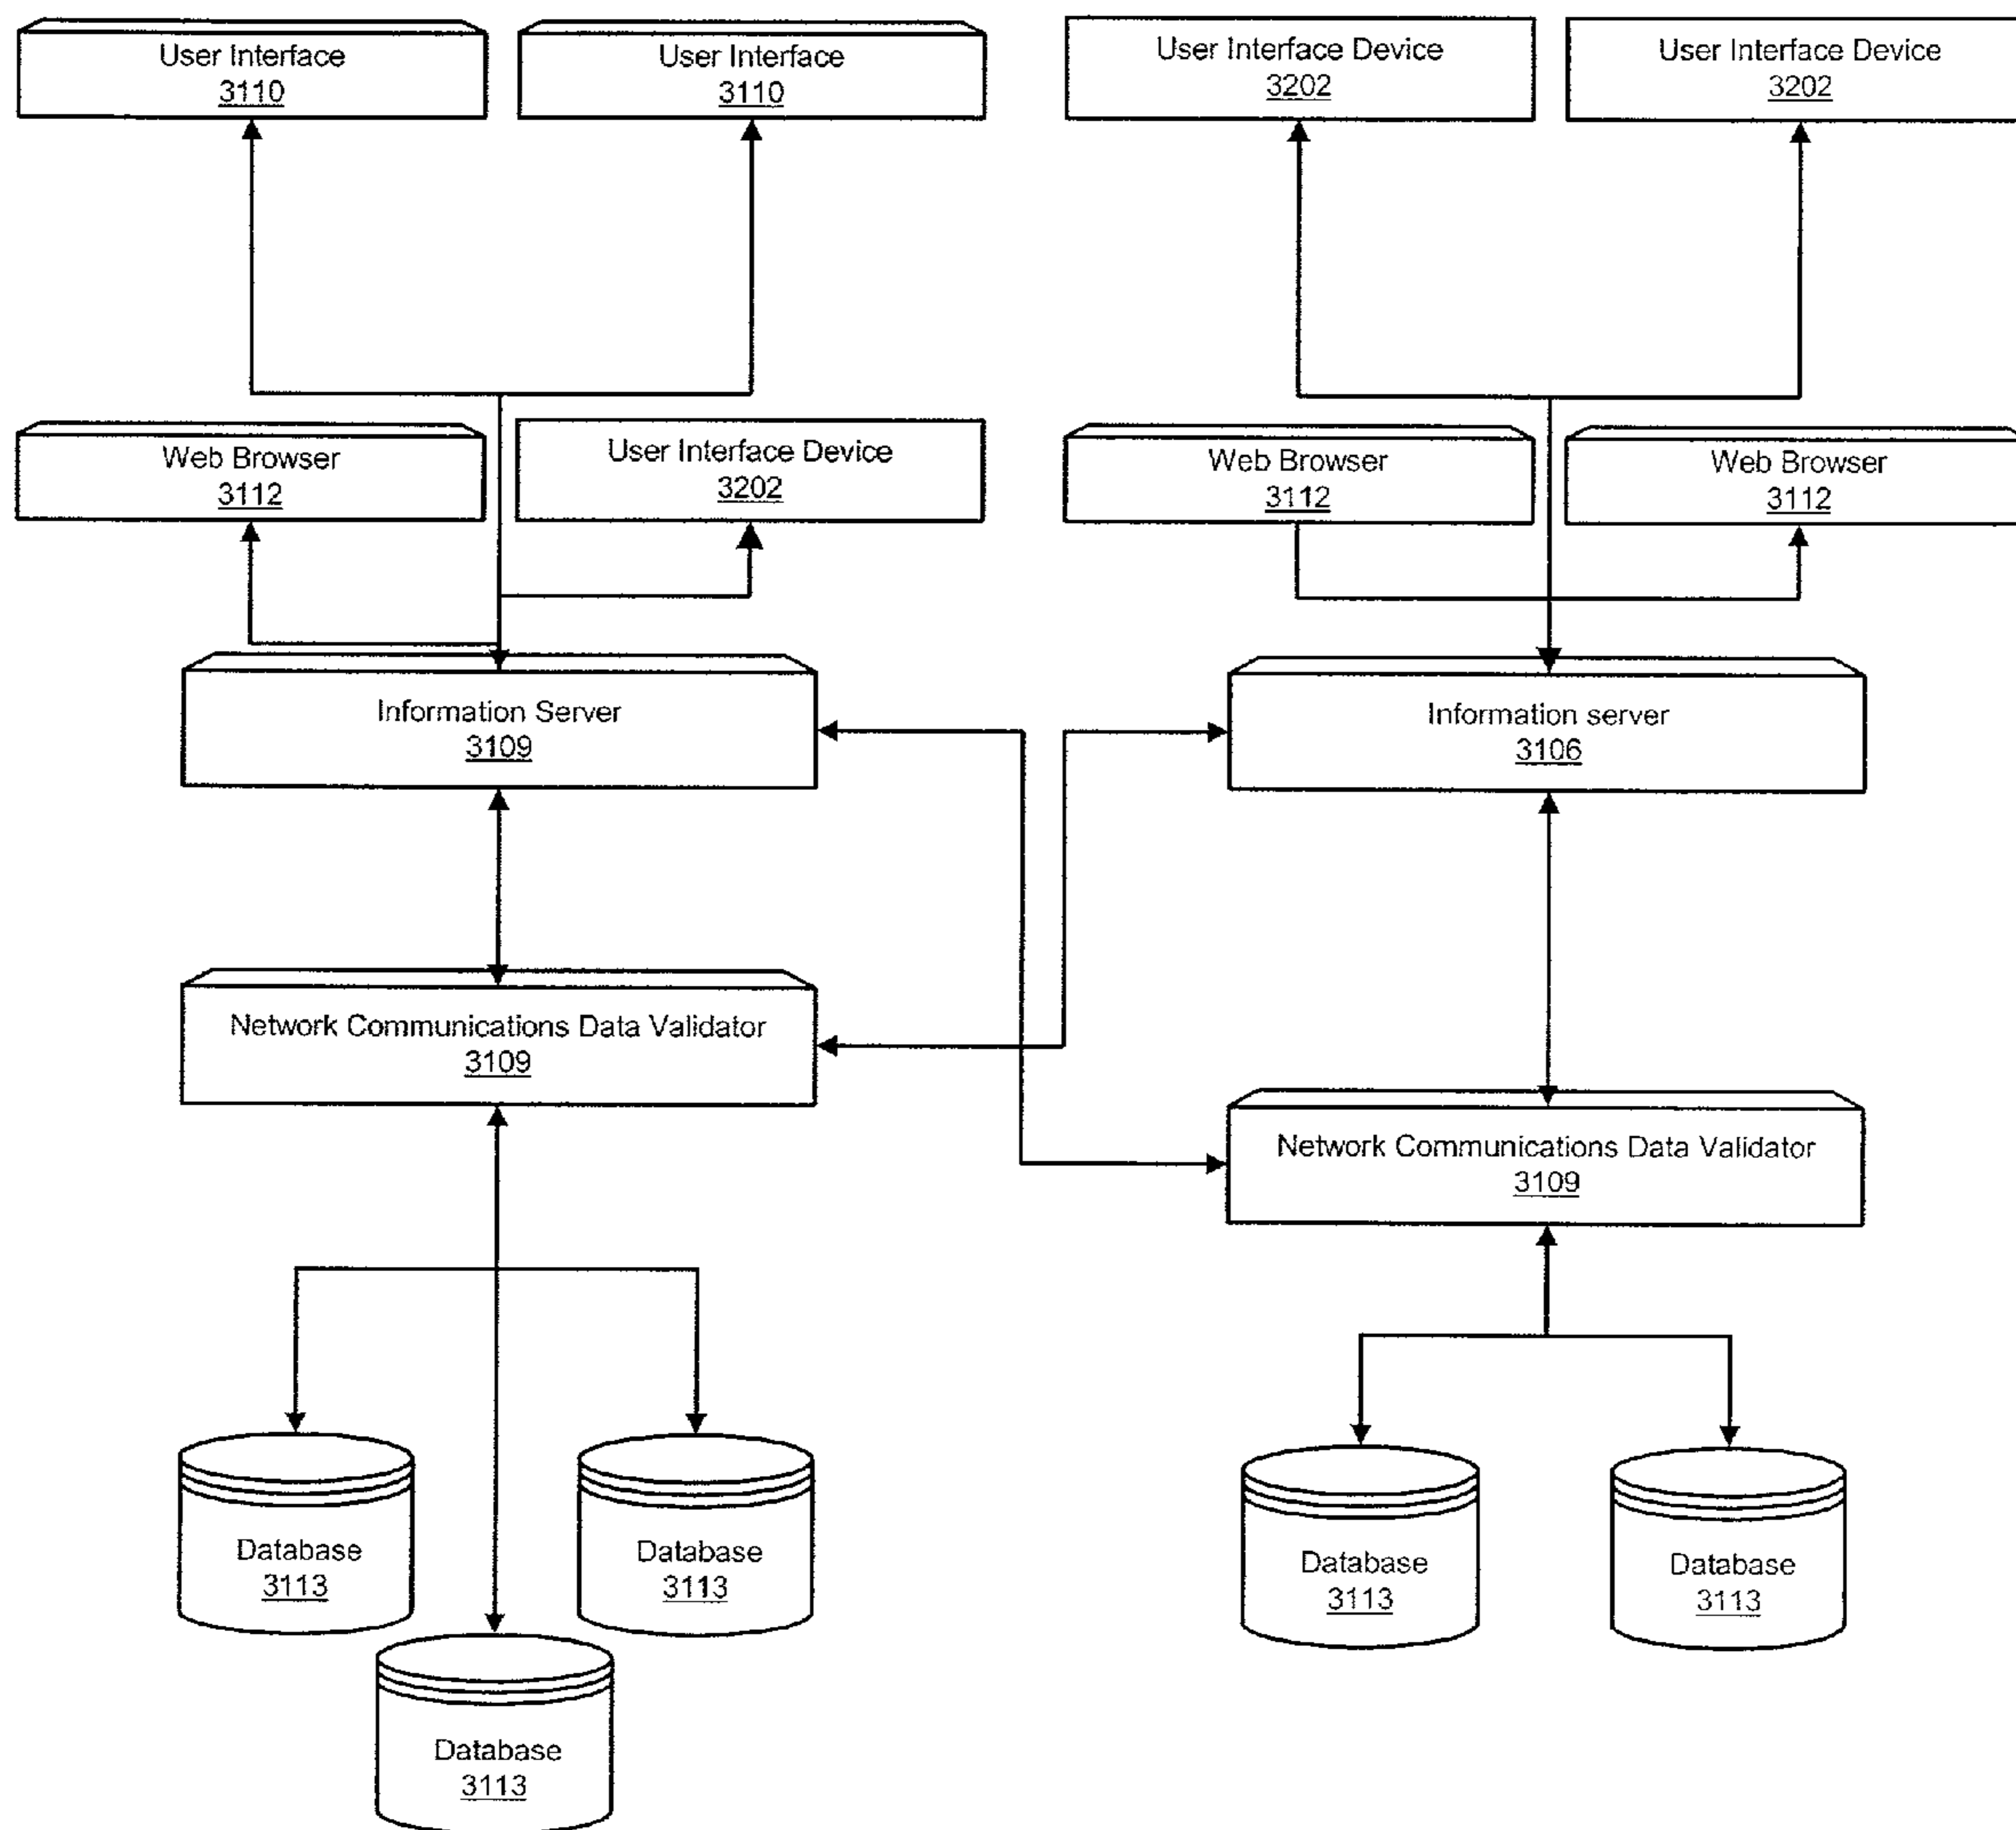 User Interface
3110
User Interface
3110
User Interface Device
3202
User Interface Device
3202
Web Browser
3112
User Interface Device
3202
Web Browser
3112
Web Browser
3112
Information Server
3109
Information server
3106
Network Communications Data Validator
3109
Network Communications Data Validator
3109
Database
3113
Database
3113
Database
3113
Database
3113
Database
3113